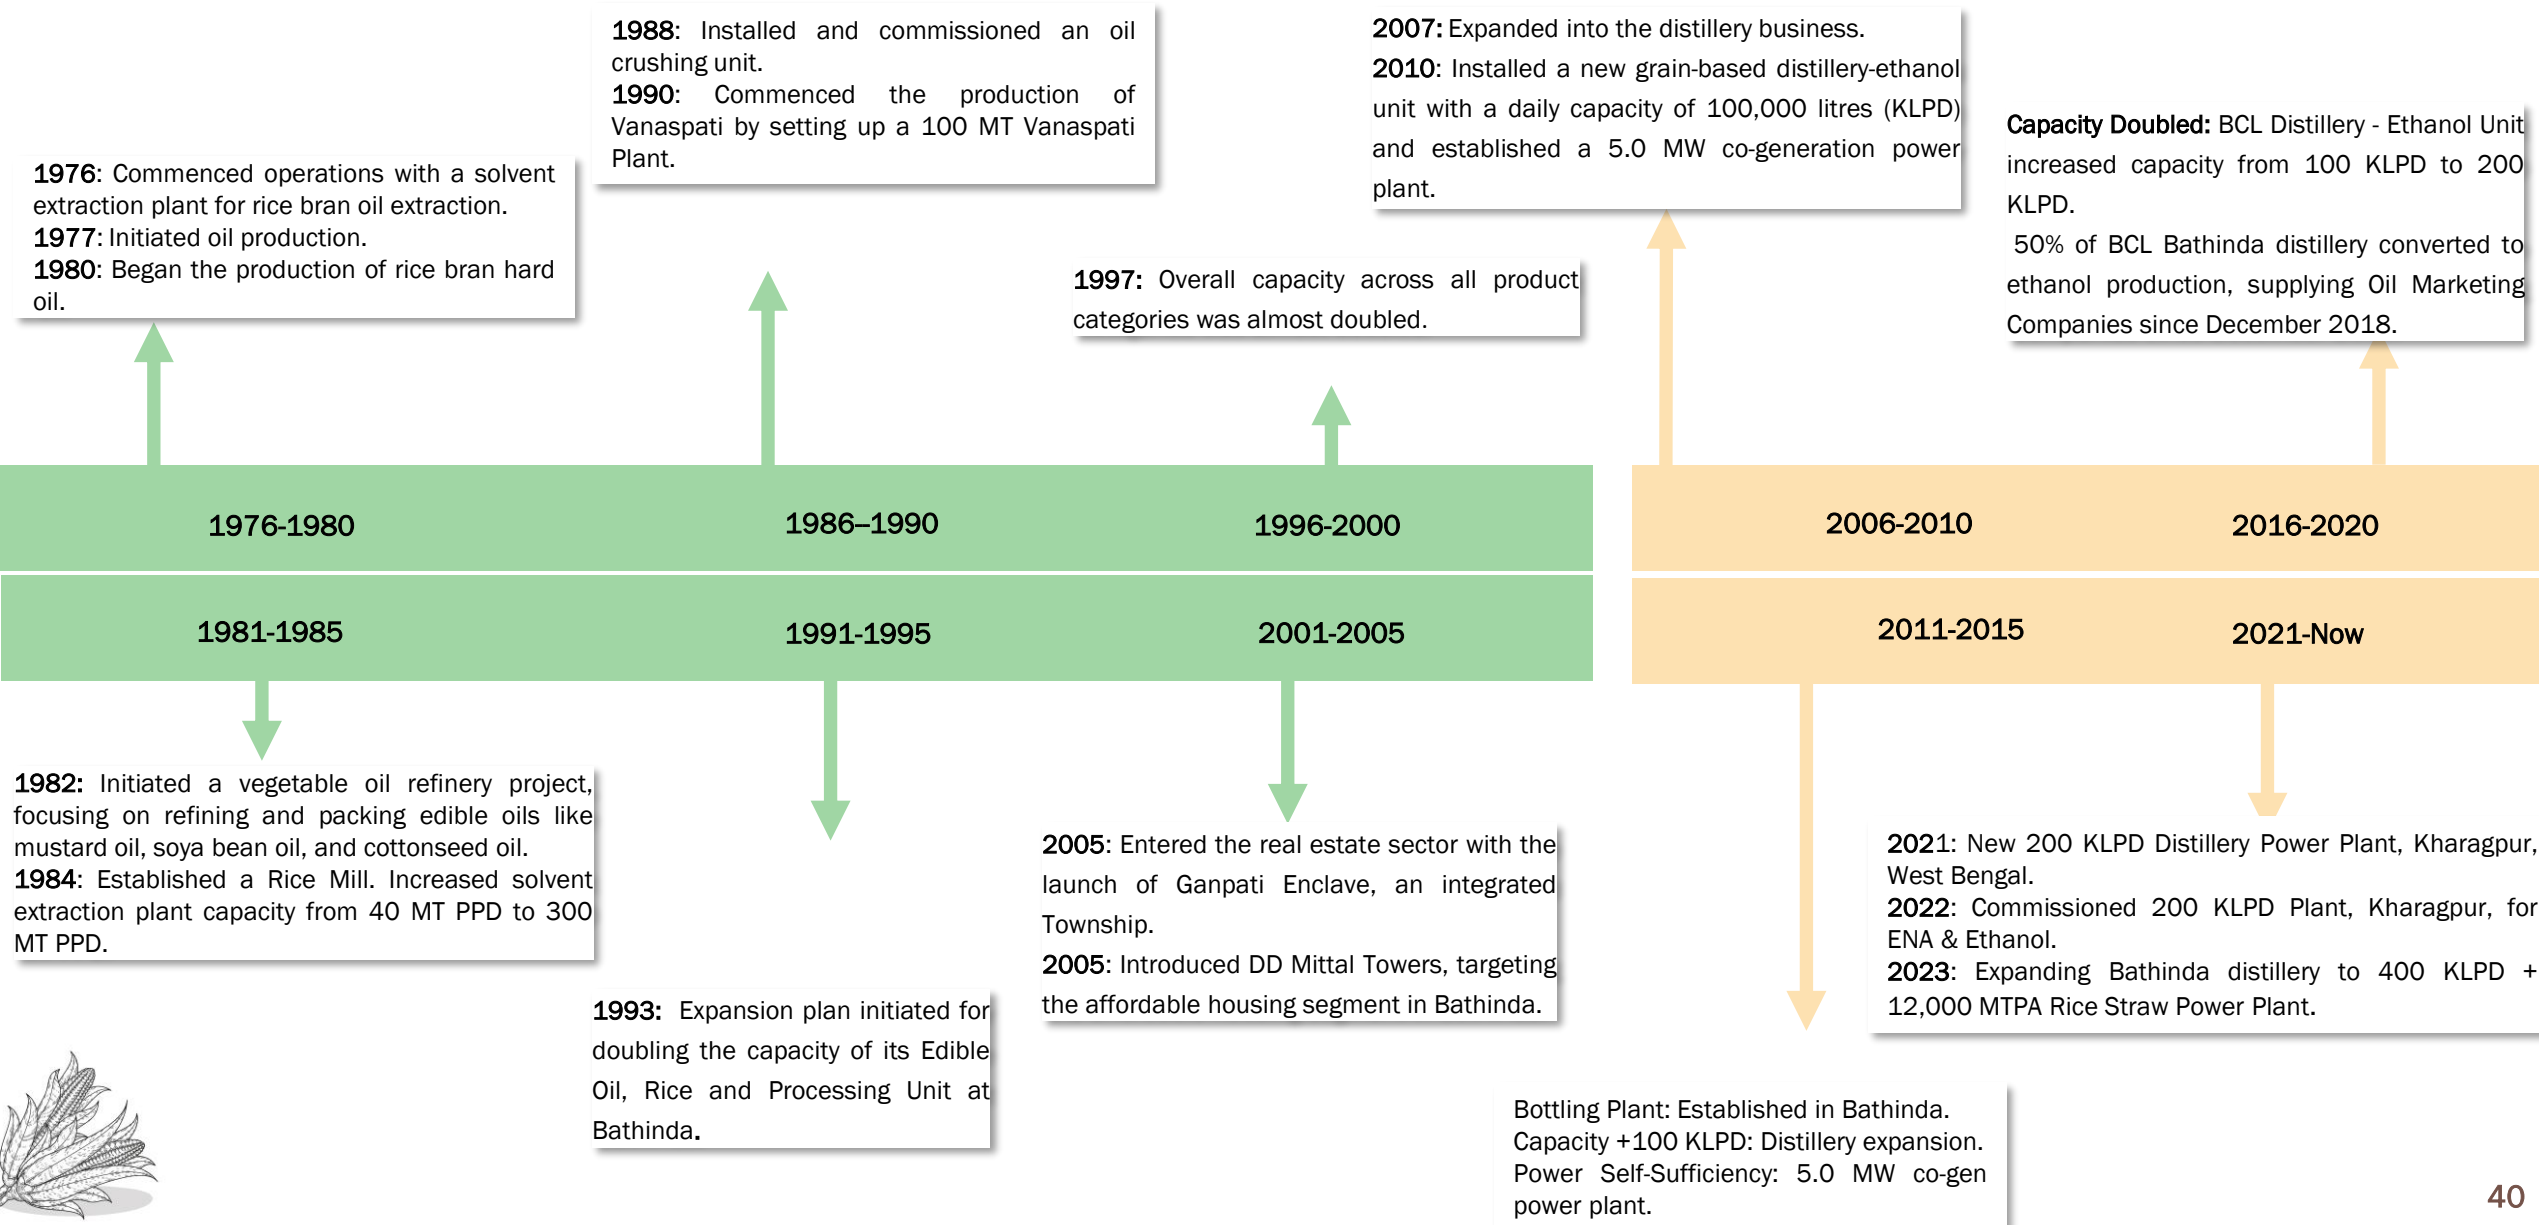 1976: Commenced operations with a solvent
extraction plant for rice bran oil extraction.
1977: Initiated oil production.
1980: Began the production of rice bran hard
oil.
1988: Installed and commissioned an oil
crushing unit.
1990: Commenced the production of
Vanaspati by setting up a 100 MT Vanaspati
Plant.
1997: Overall capacity across all product
categories was almost doubled.
2007: Expanded into the distillery business.
2010: Installed a new grain-based distillery-ethanol
unit with a daily capacity of 100,000 litres (KLPD)
and established a 5.0 MW co-generation power
plant.
Capacity Doubled: BCL Distillery - Ethanol Unit
increased capacity from 100 KLPD to 200
KLPD.
50% of BCL Bathinda distillery converted to
ethanol production, supplying Oil Marketing
Companies since December 2018.
1976-1980
1986–1990
1996-2000
2006-2010
2016-2020
1981-1985
1991-1995
2001-2005
2011-2015
2021-Now
1982: Initiated a vegetable oil refinery project,
focusing on refining and packing edible oils like
mustard oil, soya bean oil, and cottonseed oil.
1984: Established a Rice Mill. Increased solvent
extraction plant capacity from 40 MT PPD to 300
MT PPD.
1993: Expansion plan initiated for
doubling the capacity of its Edible
Oil, Rice and Processing Unit at
Bathinda.
2005: Entered the real estate sector with the
launch of Ganpati Enclave, an integrated
Township.
2005: Introduced DD Mittal Towers, targeting
the affordable housing segment in Bathinda.
Bottling Plant: Established in Bathinda.
Capacity +100 KLPD: Distillery expansion.
Power Self-Sufficiency: 5.0 MW co-gen
power plant.
2021: New 200 KLPD Distillery Power Plant, Kharagpur,
West Bengal.
2022: Commissioned 200 KLPD Plant, Kharagpur, for
ENA & Ethanol.
2023: Expanding Bathinda distillery to 400 KLPD +
12,000 MTPA Rice Straw Power Plant.
40